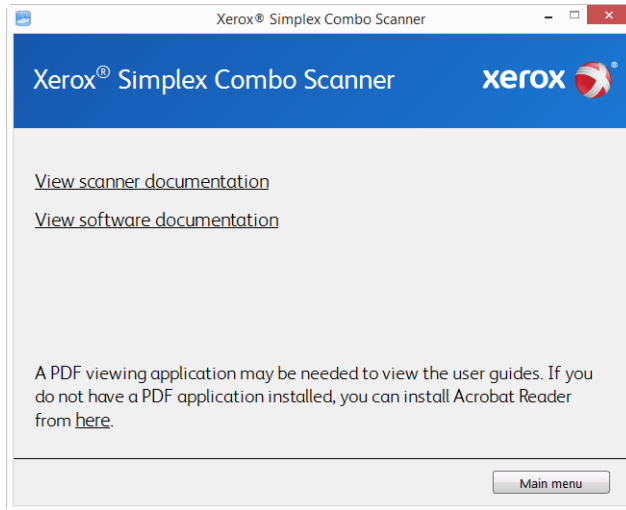 Xerox® Simplex Combo Scanner
Xerox® Simplex Combo Scanner
xerox ®
View scanner documentation
View software documentation
A PDF viewing application may be needed to view the user guides. If you
do not have a PDF application installed, you can install Acrobat Reader
from here.
Main menu